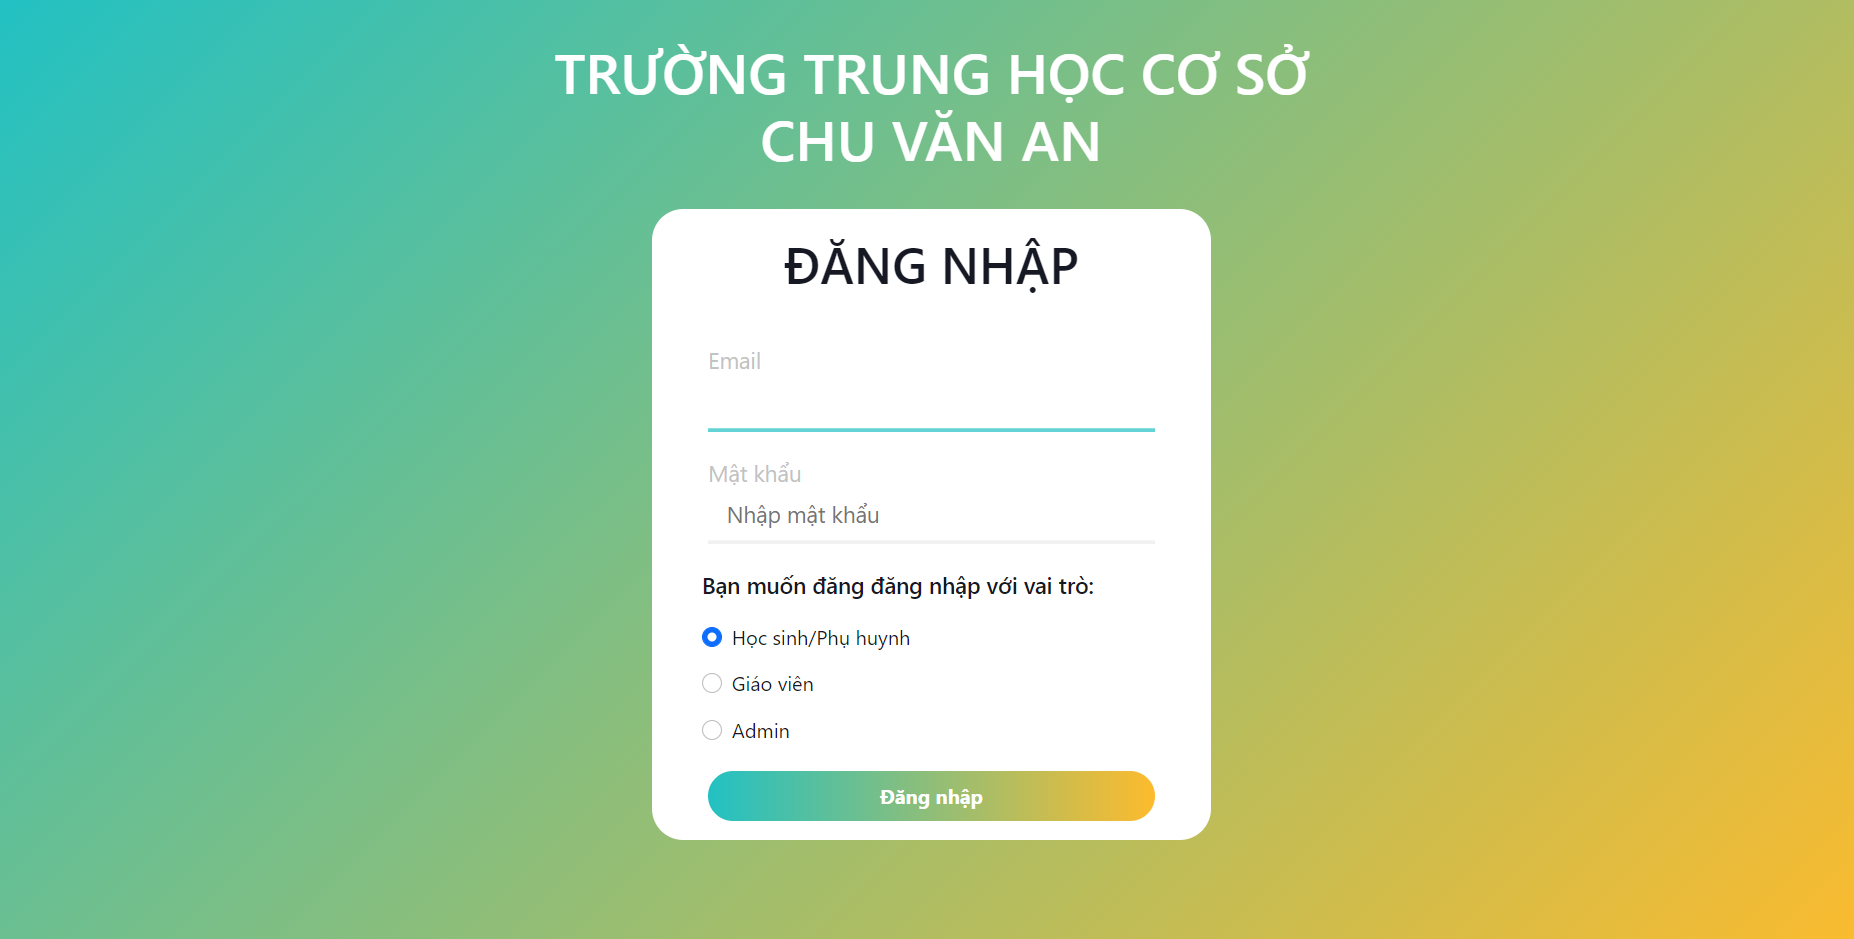 TRƯỜNG TRUNG HỌC CƠ SỞ
CHU VĂN AN
ĐĂNG NHẬP
Email
Mật khẩu
Nhập mật khẩu
Bạn muốn đăng đăng nhập với vai trò:
Học sinh/Phụ huynh
Giáo viên
Admin
Đăng nhập